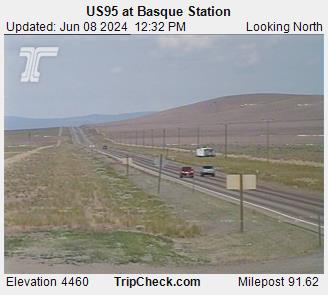 US95 at Basque Station
Updated: Jun 08 2024 12:32 PM Looking North
Elevation 4460 TripCheck.com Milepost 91.62